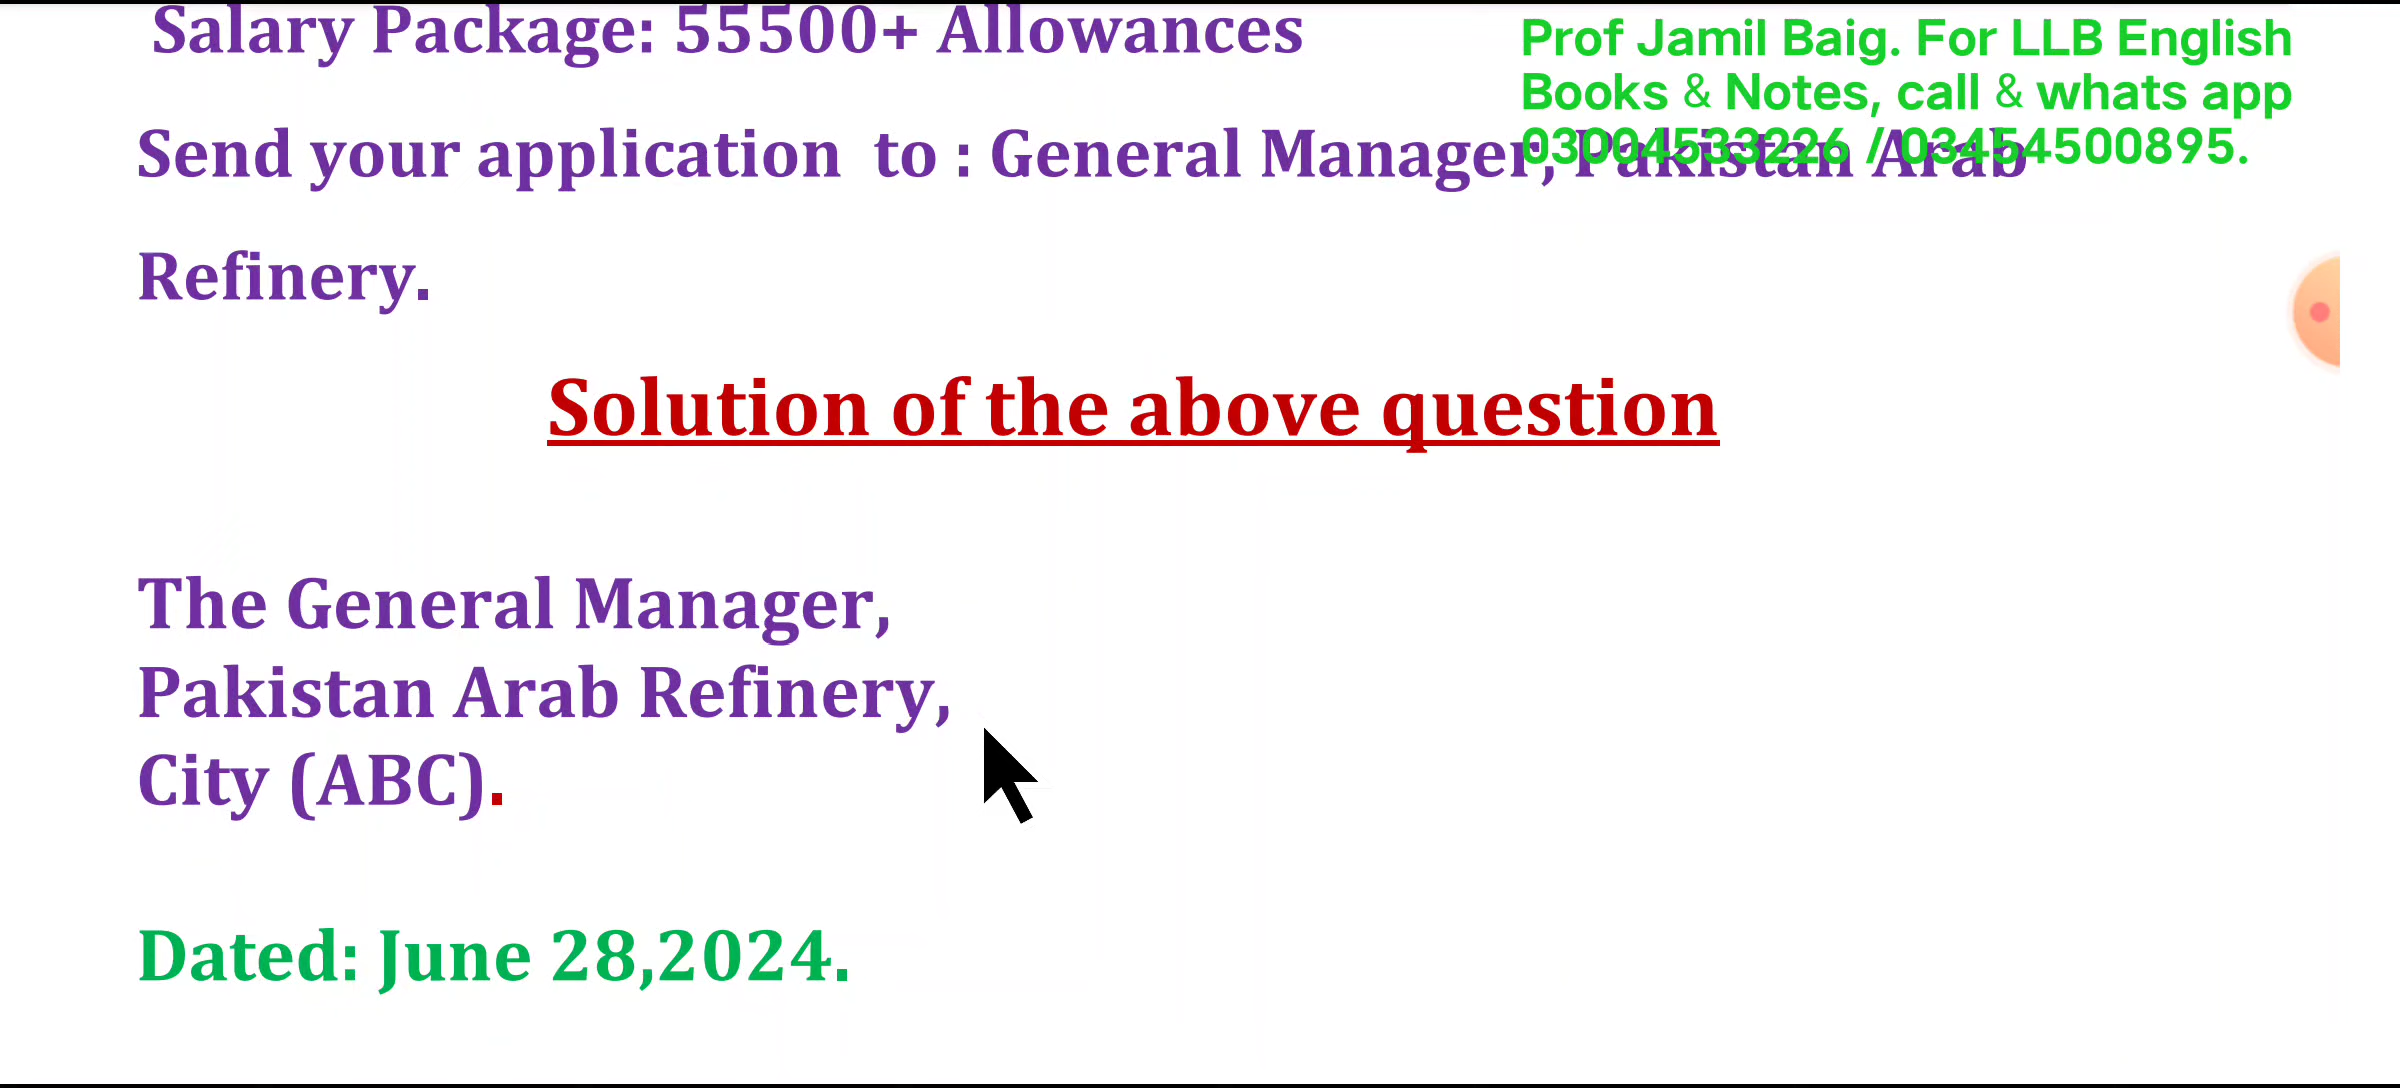 Salary Package: 55500+ Allowances
Prof Jamil Baig. For LLB English
Books & Notes, call & whats app
03004533226 / 03454500895.
Send your application to : General Manager, Pakistan Arab
Refinery.
Solution of the above question
The General Manager,
Pakistan Arab Refinery,
City (ABC).
Dated: June 28,2024.